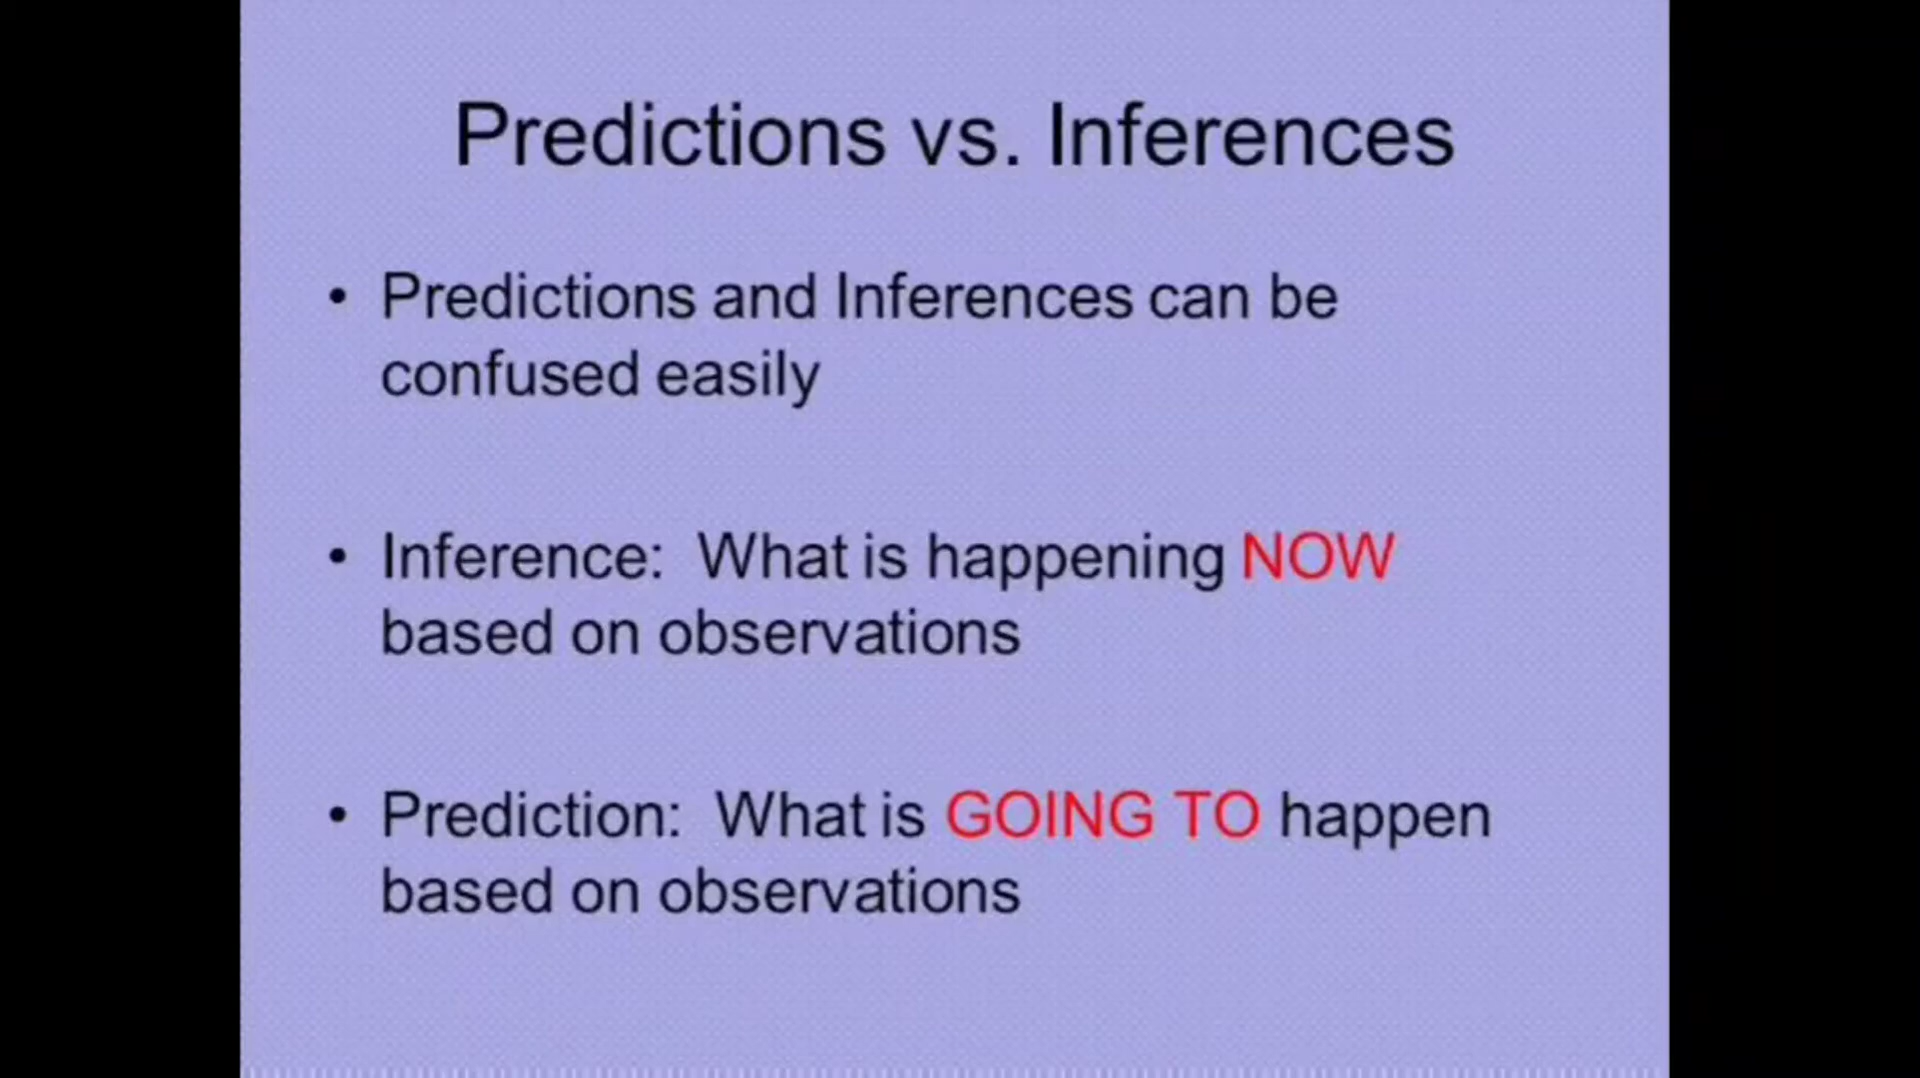 Predictions vs. Inferences
• Predictions and Inferences can be
confused easily
• Inference: What is happening NOW
based on observations
• Prediction: What is GOING TO happen
based on observations